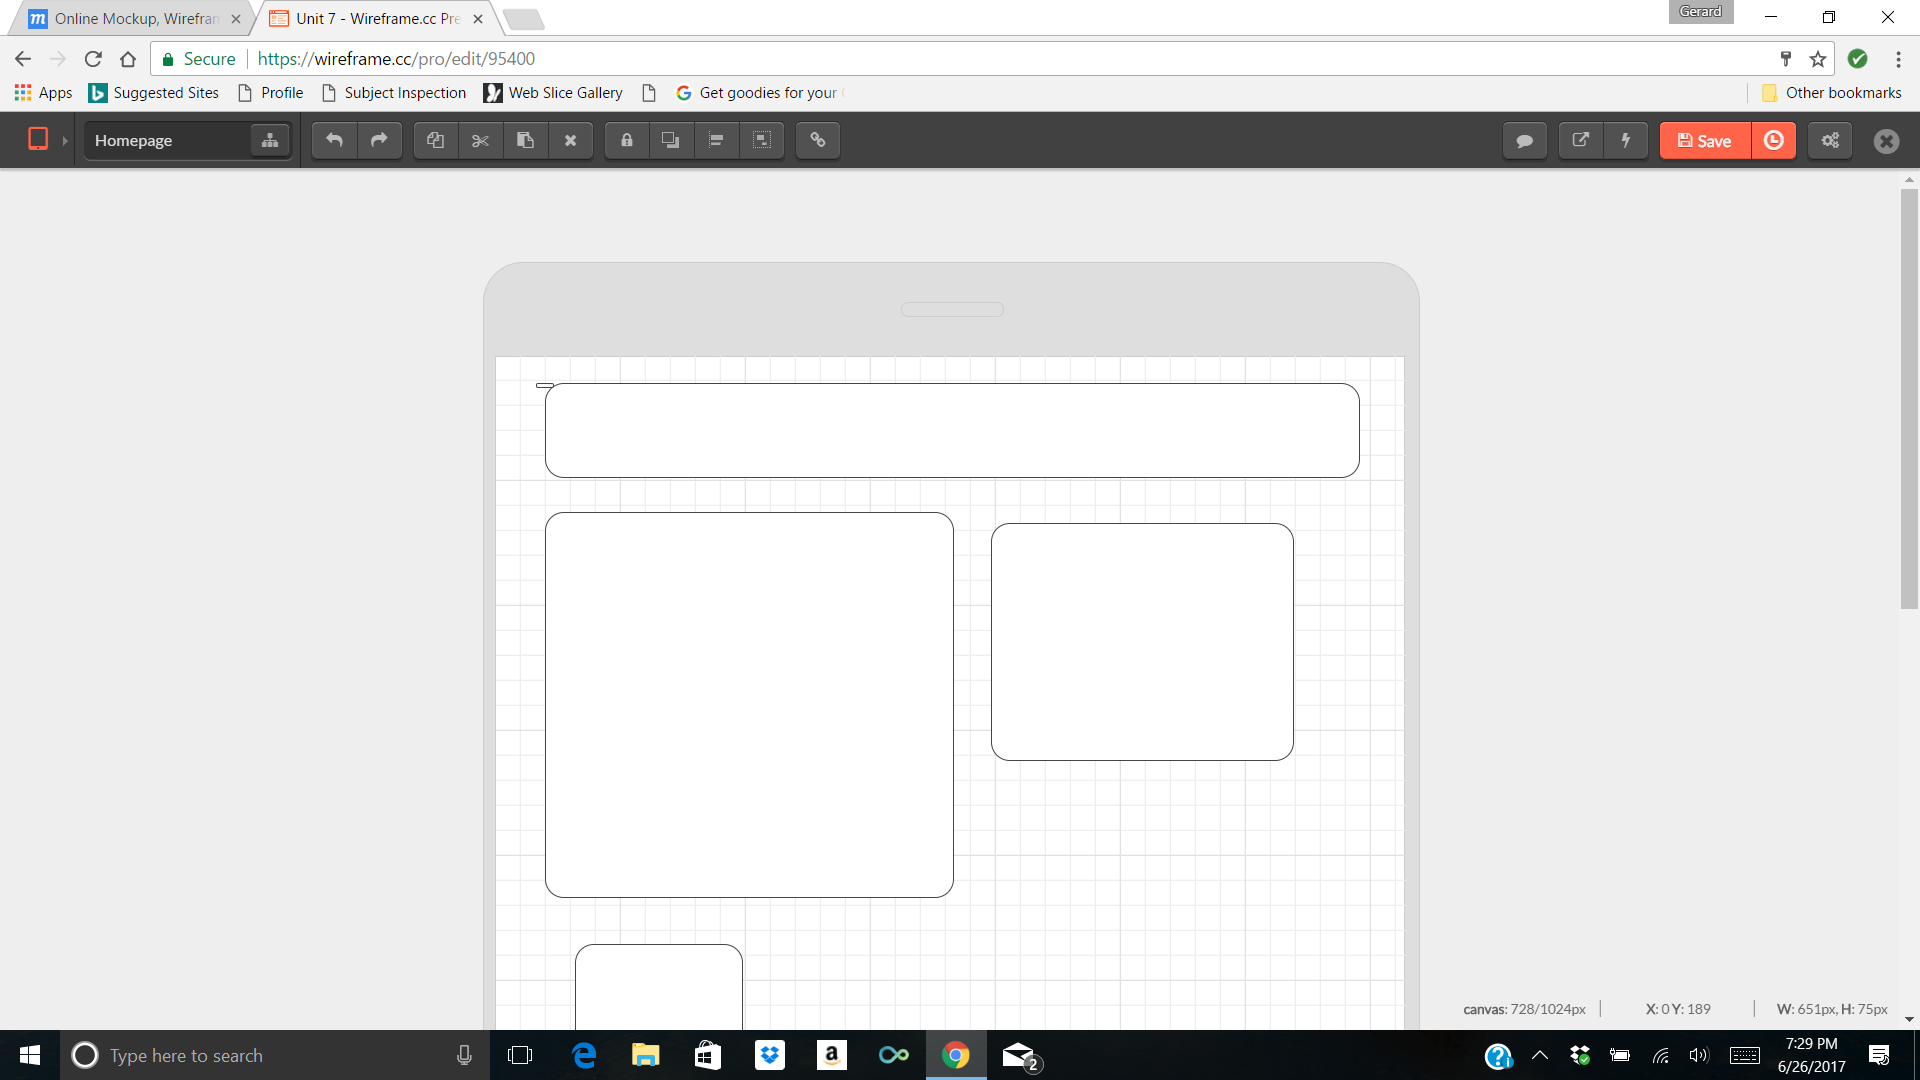 Online Mockup, Wirefran
Unit 7 - Wireframe.cc Pre
Gerard
Secure
https://wireframe.cc/pro/edit/95400
Apps
Suggested Sites
Profile
Subject Inspection
Web Slice Gallery
Get goodies for your
Other bookmarks
Homepage
Save
canvas: 728/1024px
X: 0 Y: 189
W: 651px, H: 75px
Type here to search
2
7:29 PM
6/26/2017